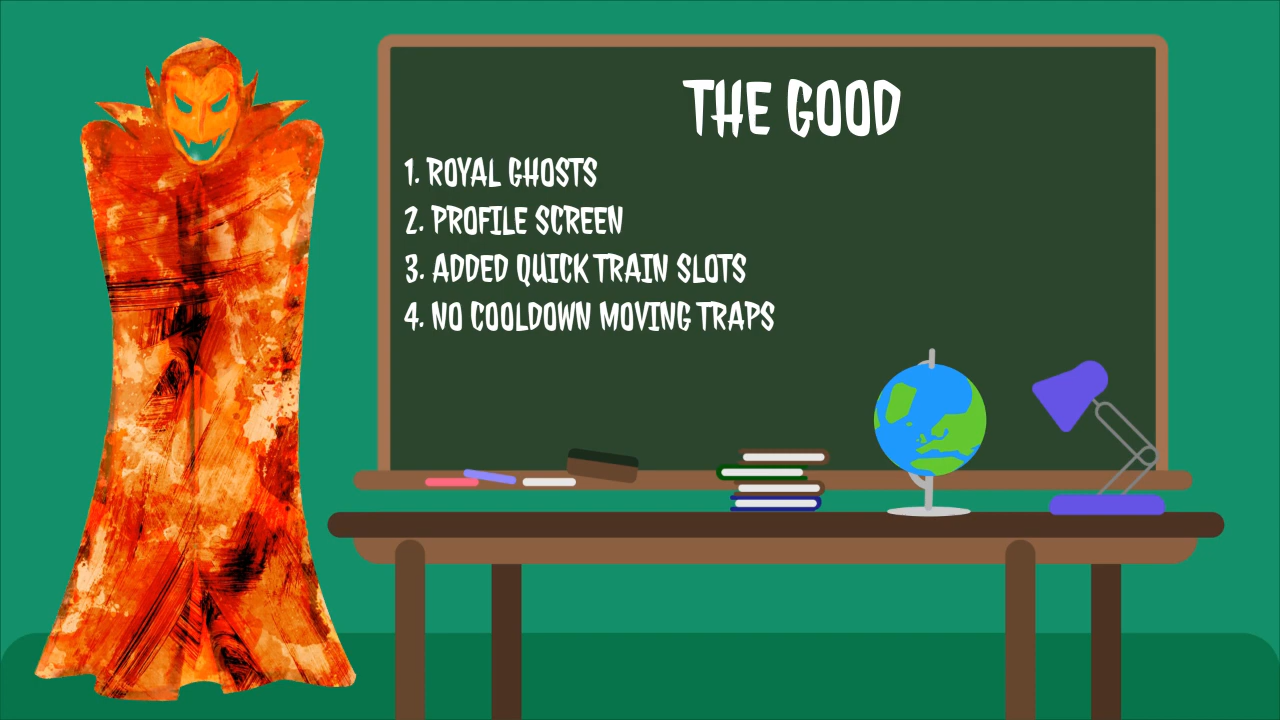 THE GOOD
1. ROYAL GHOSTS
2. PROFILE SCREEN
3. ADDED QUICK TRAIN SLOTS
4. NO COOLDOWN MOVING TRAPS